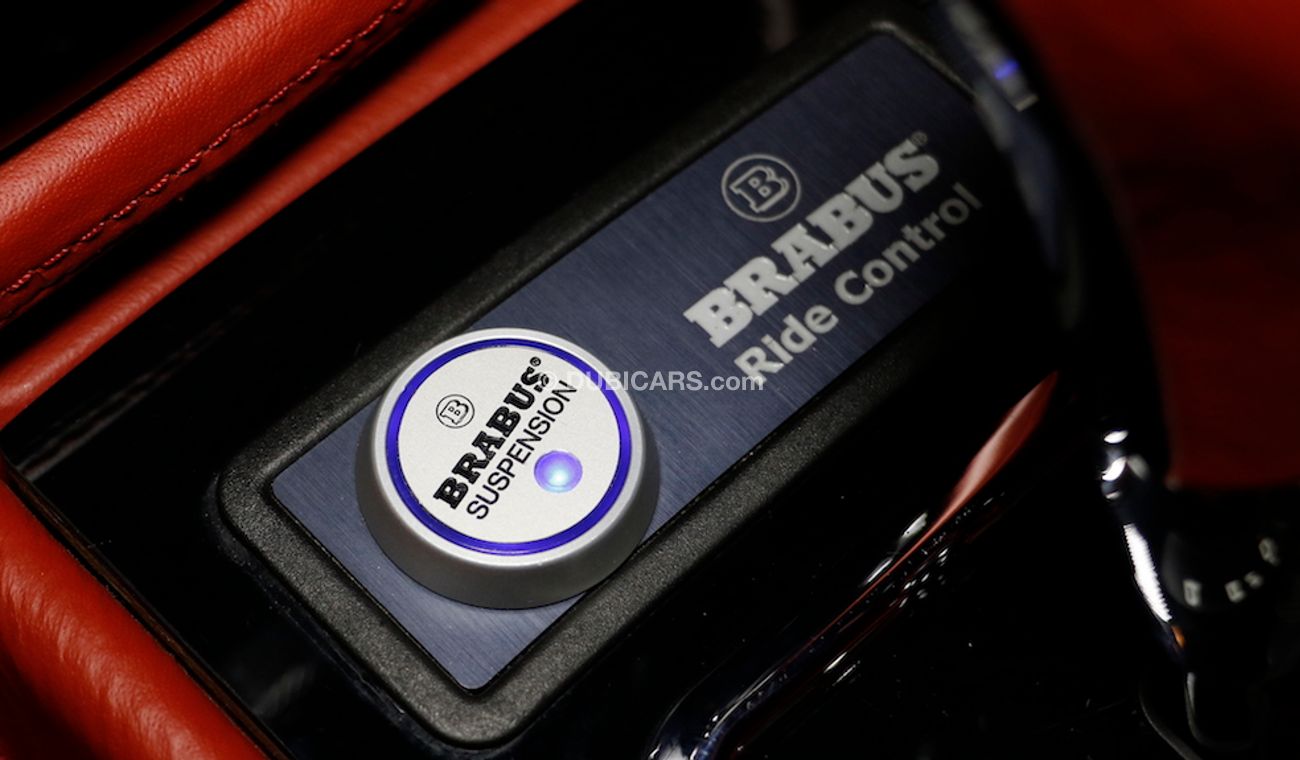 B
BRABUS®
Ride Control
B
BRABUS®
SUSPENSION
© DUBICARS.com